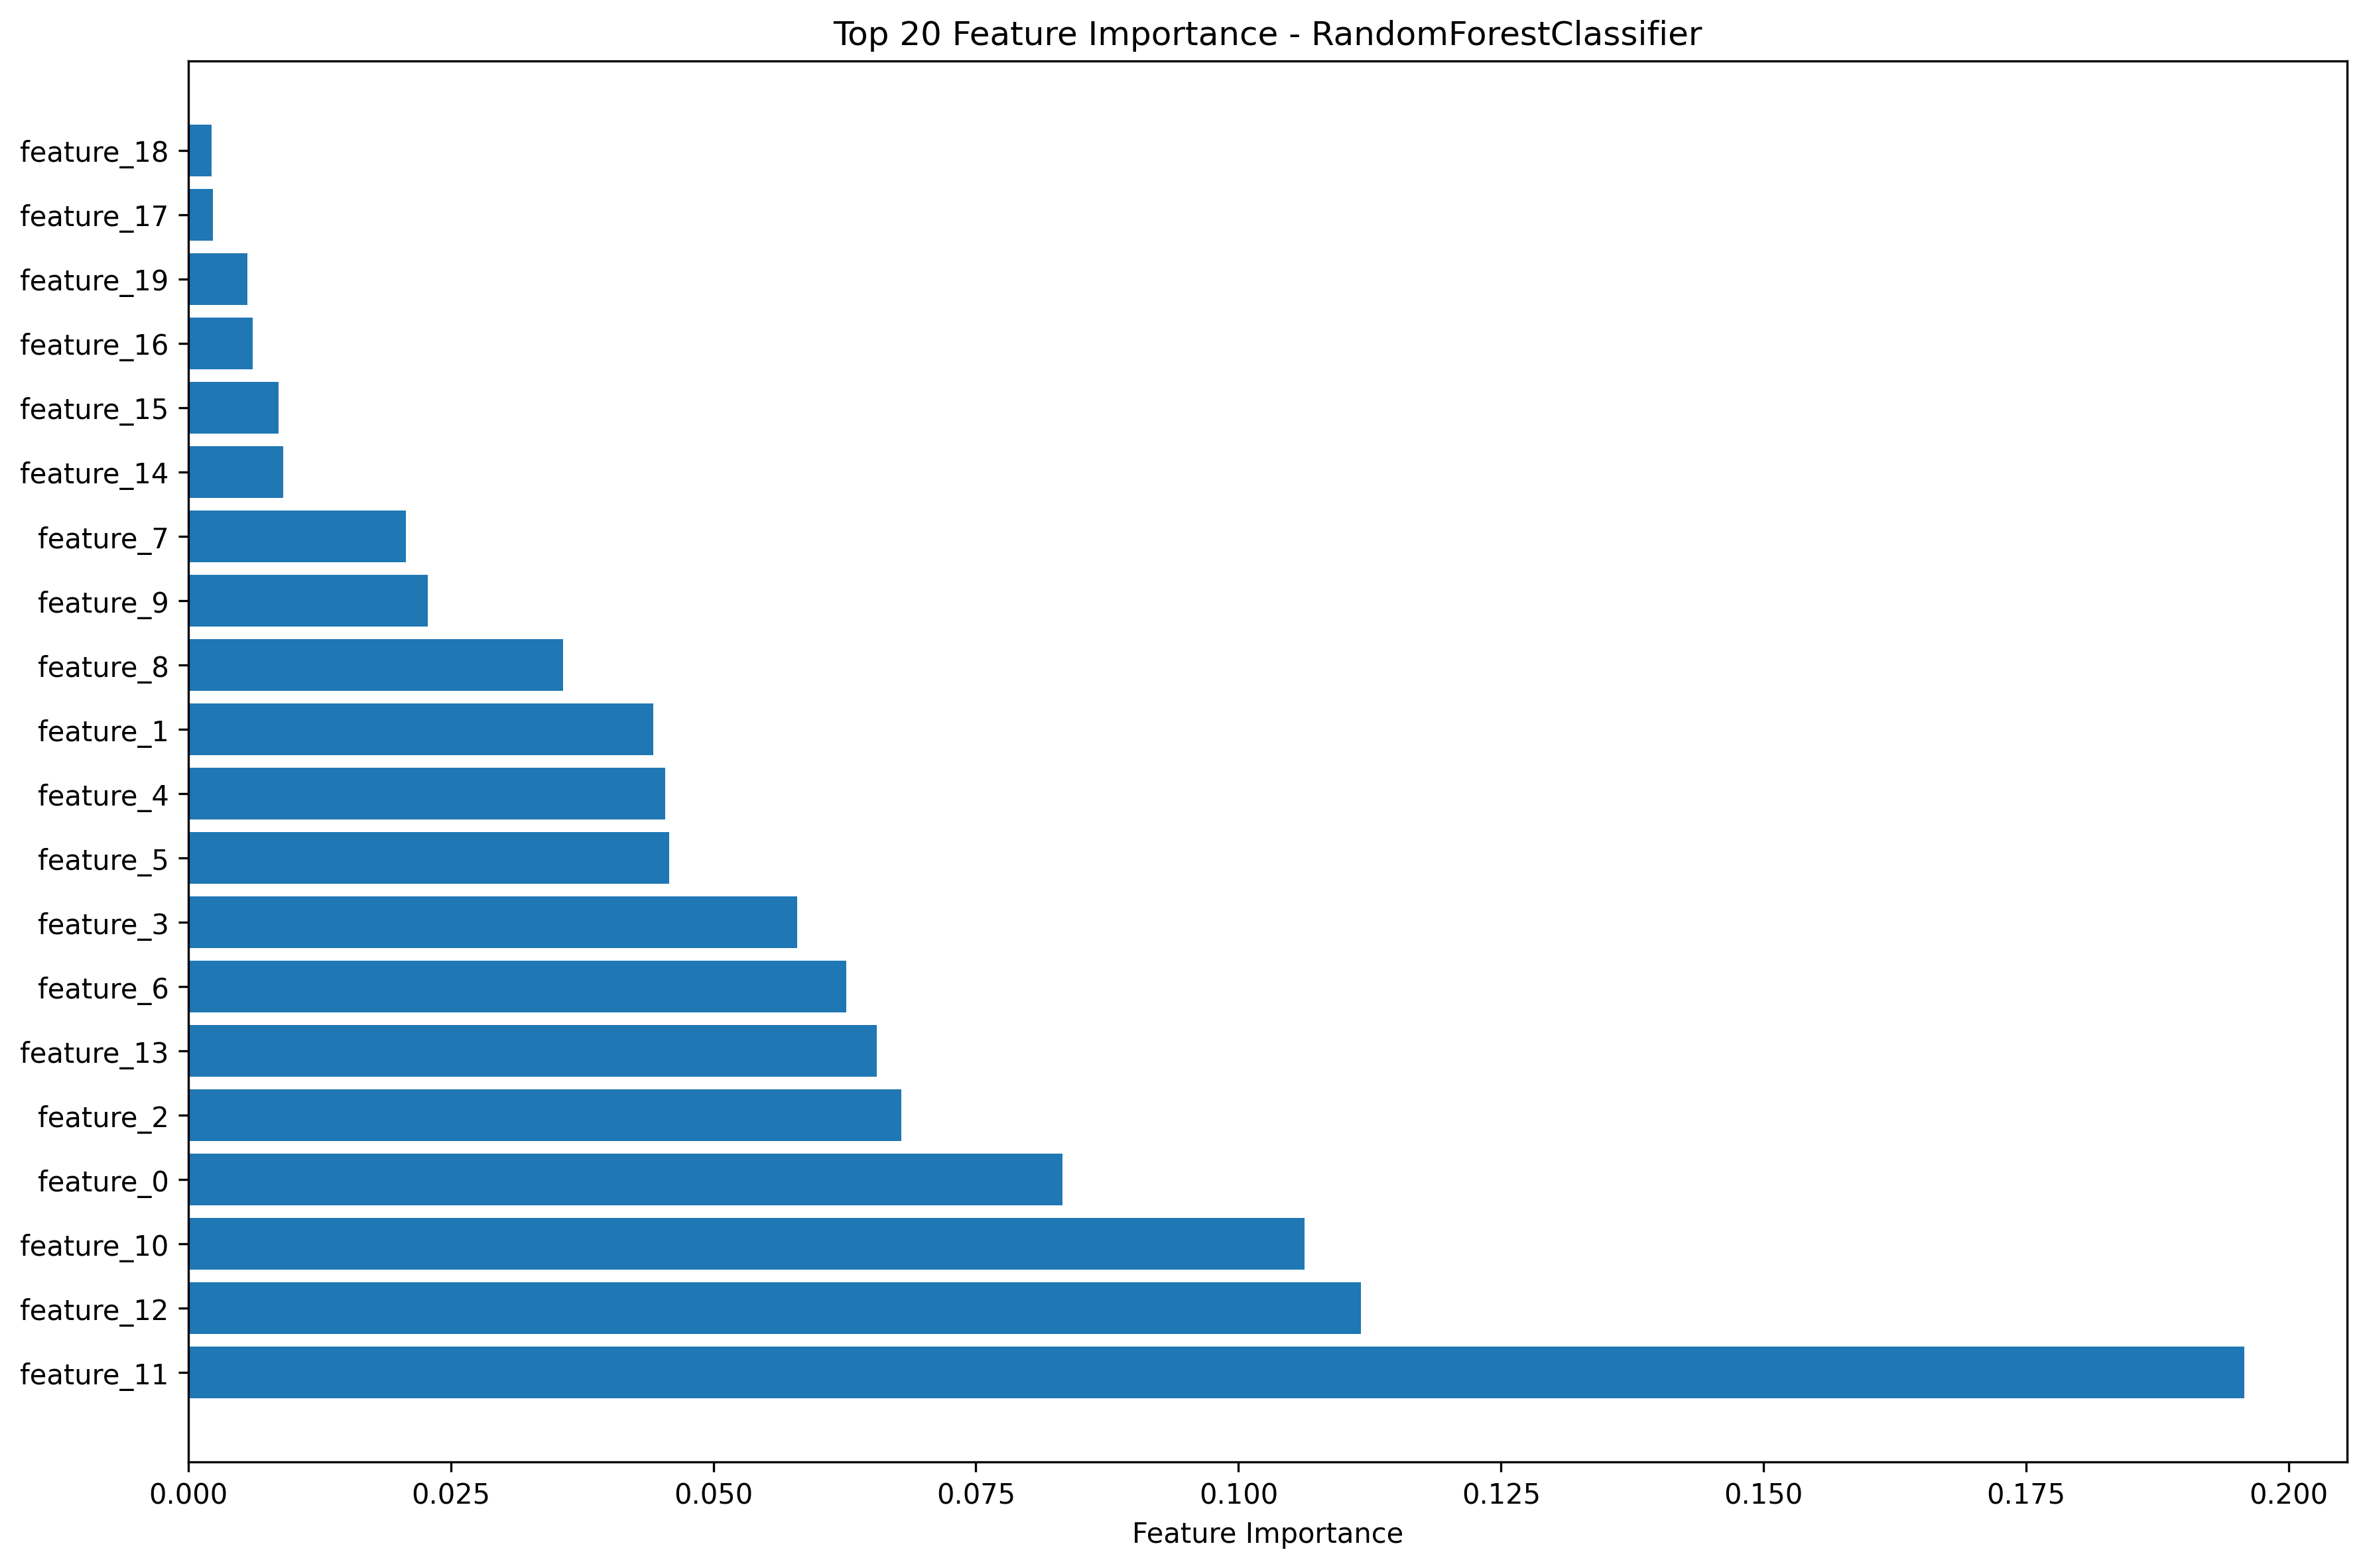 Top 20 Feature Importance - RandomForestClassifier
feature_18
feature_17
feature_19
feature_16
feature_15
feature_14
feature_7
feature_9
feature_8
feature_1
feature_4
feature_5
feature_3
feature_6
feature_13
feature_2
feature_0
feature_10
feature_12
feature_11
0.000 0.025 0.050 0.075 0.100 0.125 0.150 0.175 0.200
Feature Importance